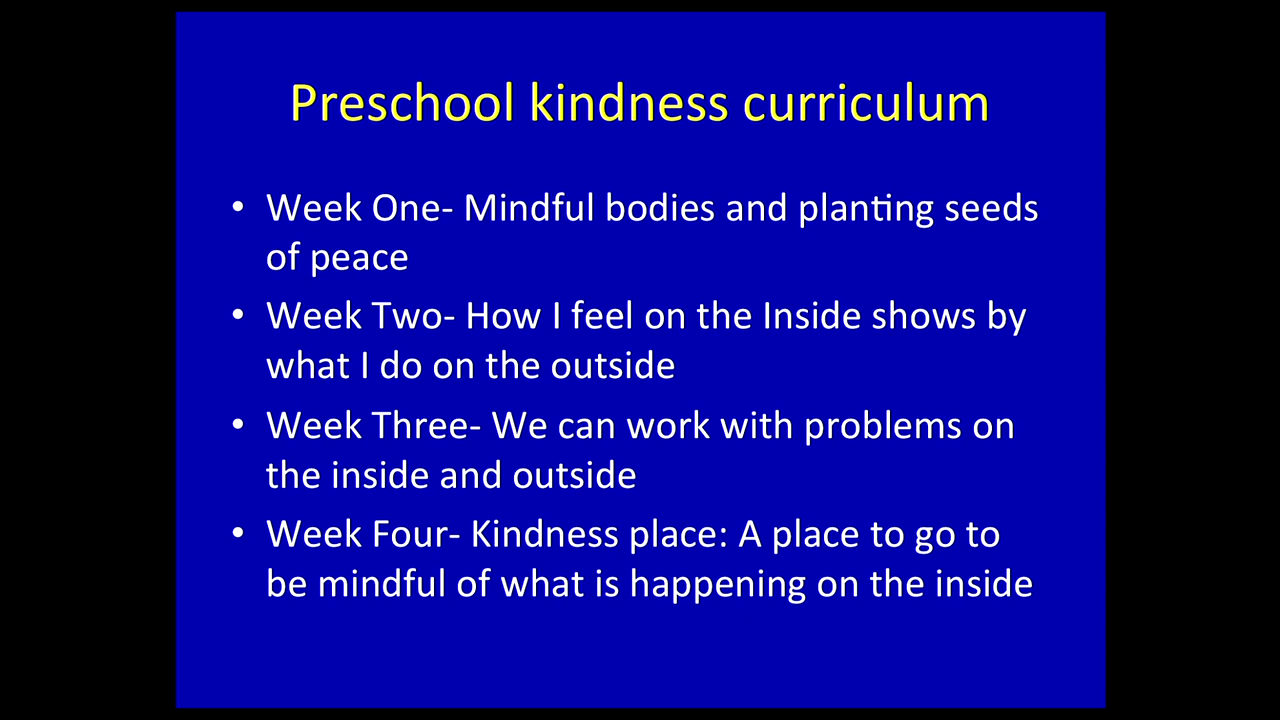 Preschool kindness curriculum
• Week One- Mindful bodies and planting seeds
of peace
• Week Two- How I feel on the Inside shows by
what I do on the outside
• Week Three- We can work with problems on
the inside and outside
• Week Four- Kindness place: A place to go to
be mindful of what is happening on the inside